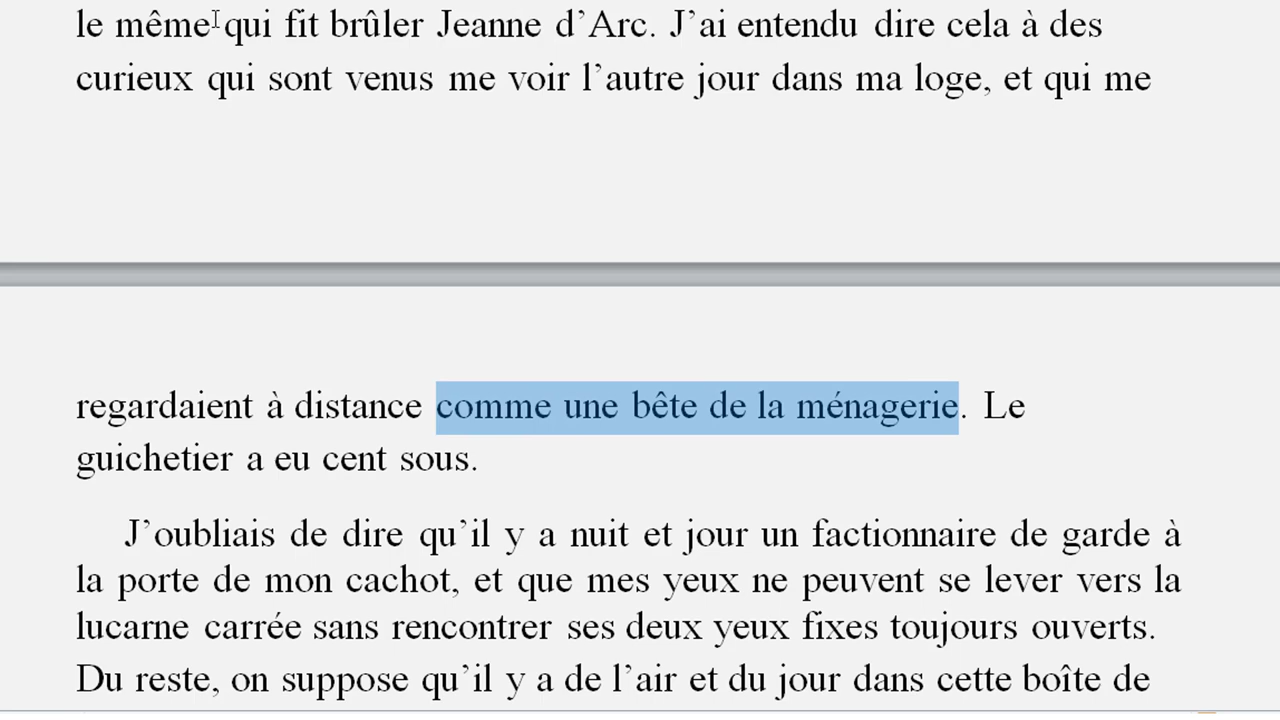 le même qui fit brûler Jeanne d’Arc. J’ai entendu dire cela à des
curieux qui sont venus me voir l’autre jour dans ma loge, et qui me
regardaient à distance comme une bête de la ménagerie. Le
guichetier a eu cent sous.
J’oubliais de dire qu’il y a nuit et jour un factionnaire de garde à
la porte de mon cachot, et que mes yeux ne peuvent se lever vers la
lucarne carrée sans rencontrer ses deux yeux fixes toujours ouverts.
Du reste, on suppose qu’il y a de l’air et du jour dans cette boîte de